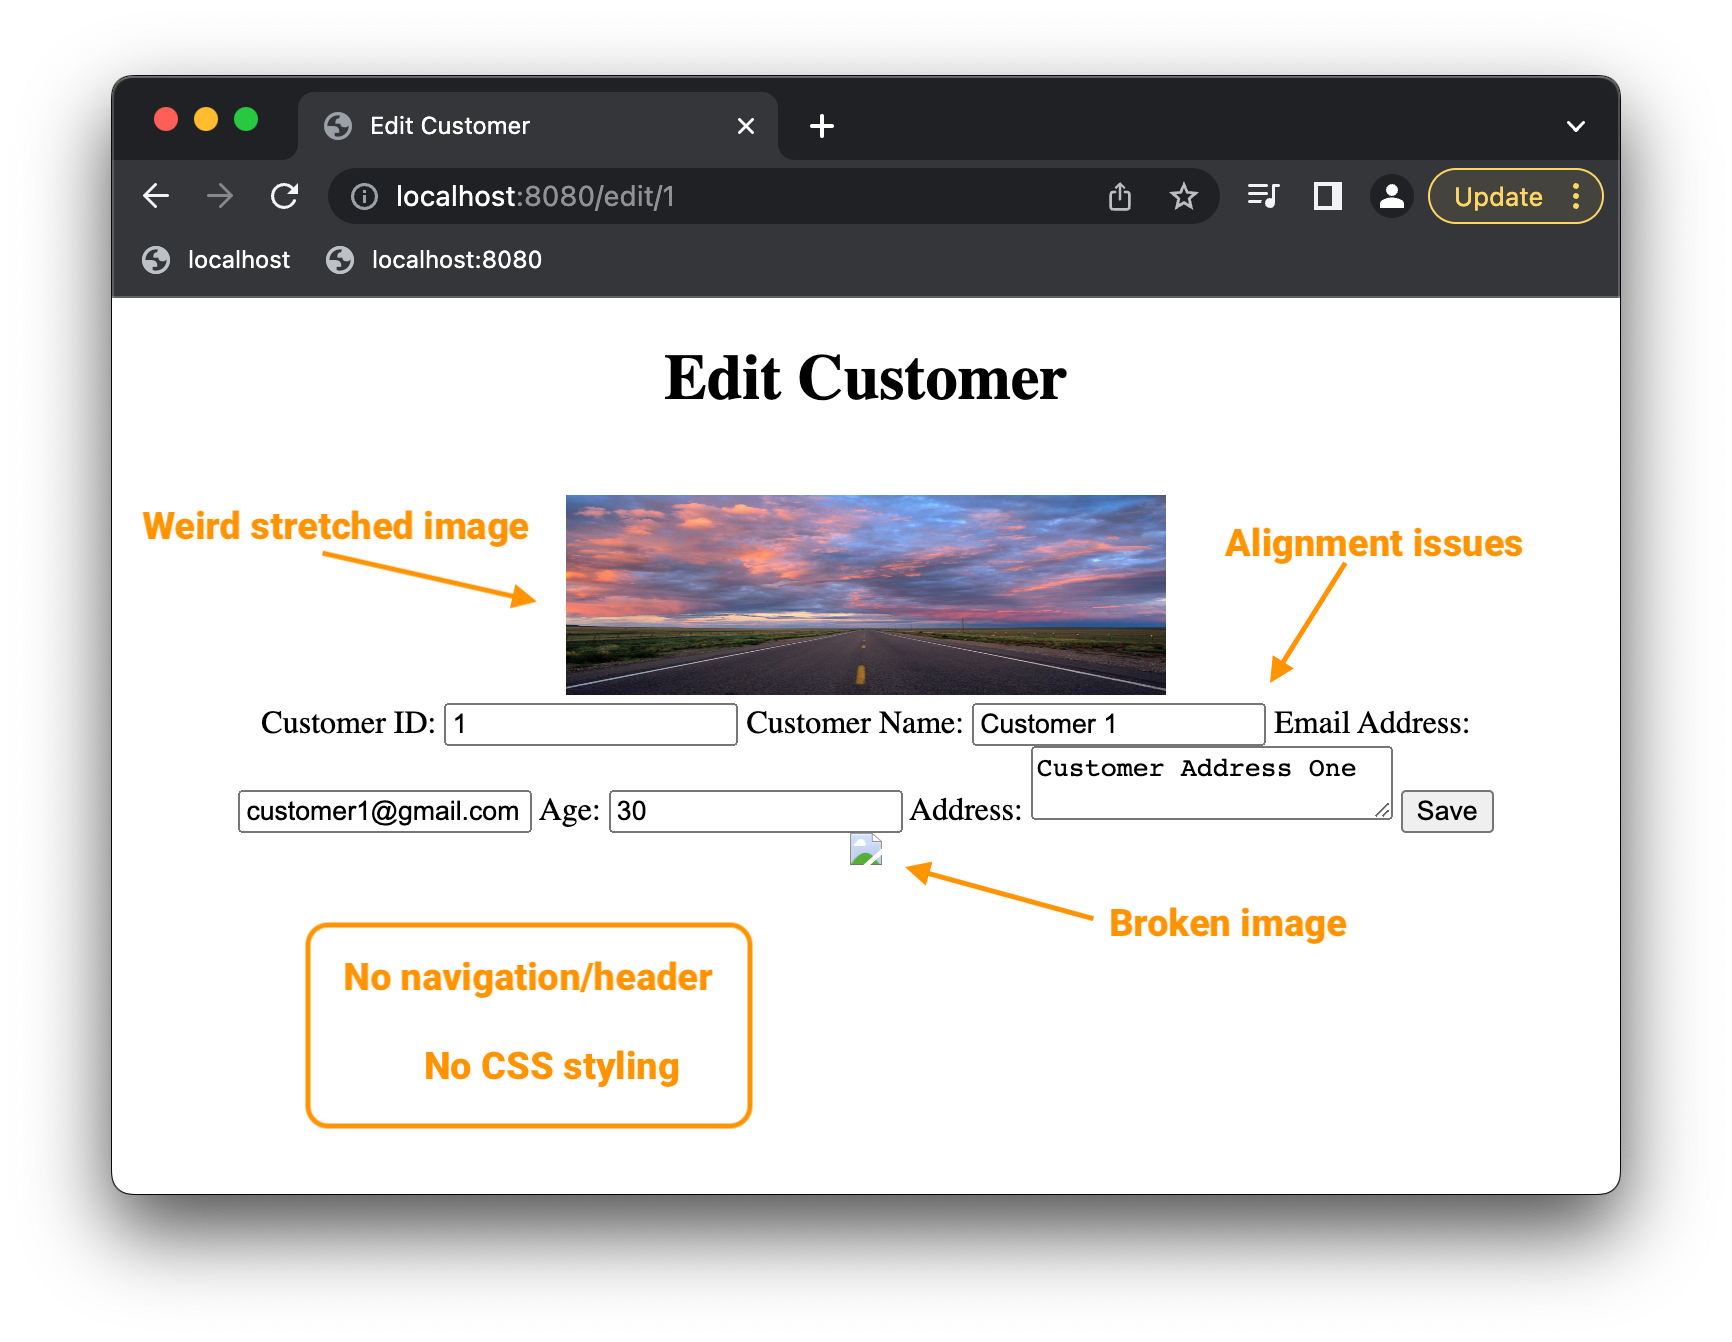 Edit Customer
localhost:8080/edit/1
Update
localhost
localhost:8080
Edit Customer
Weird stretched image
Alignment issues
Customer ID: 1 Customer Name: Customer 1 Email Address:
Customer Address One
customer1@gmail.com Age: 30 Address: Save
Broken image
No navigation/header
No CSS styling